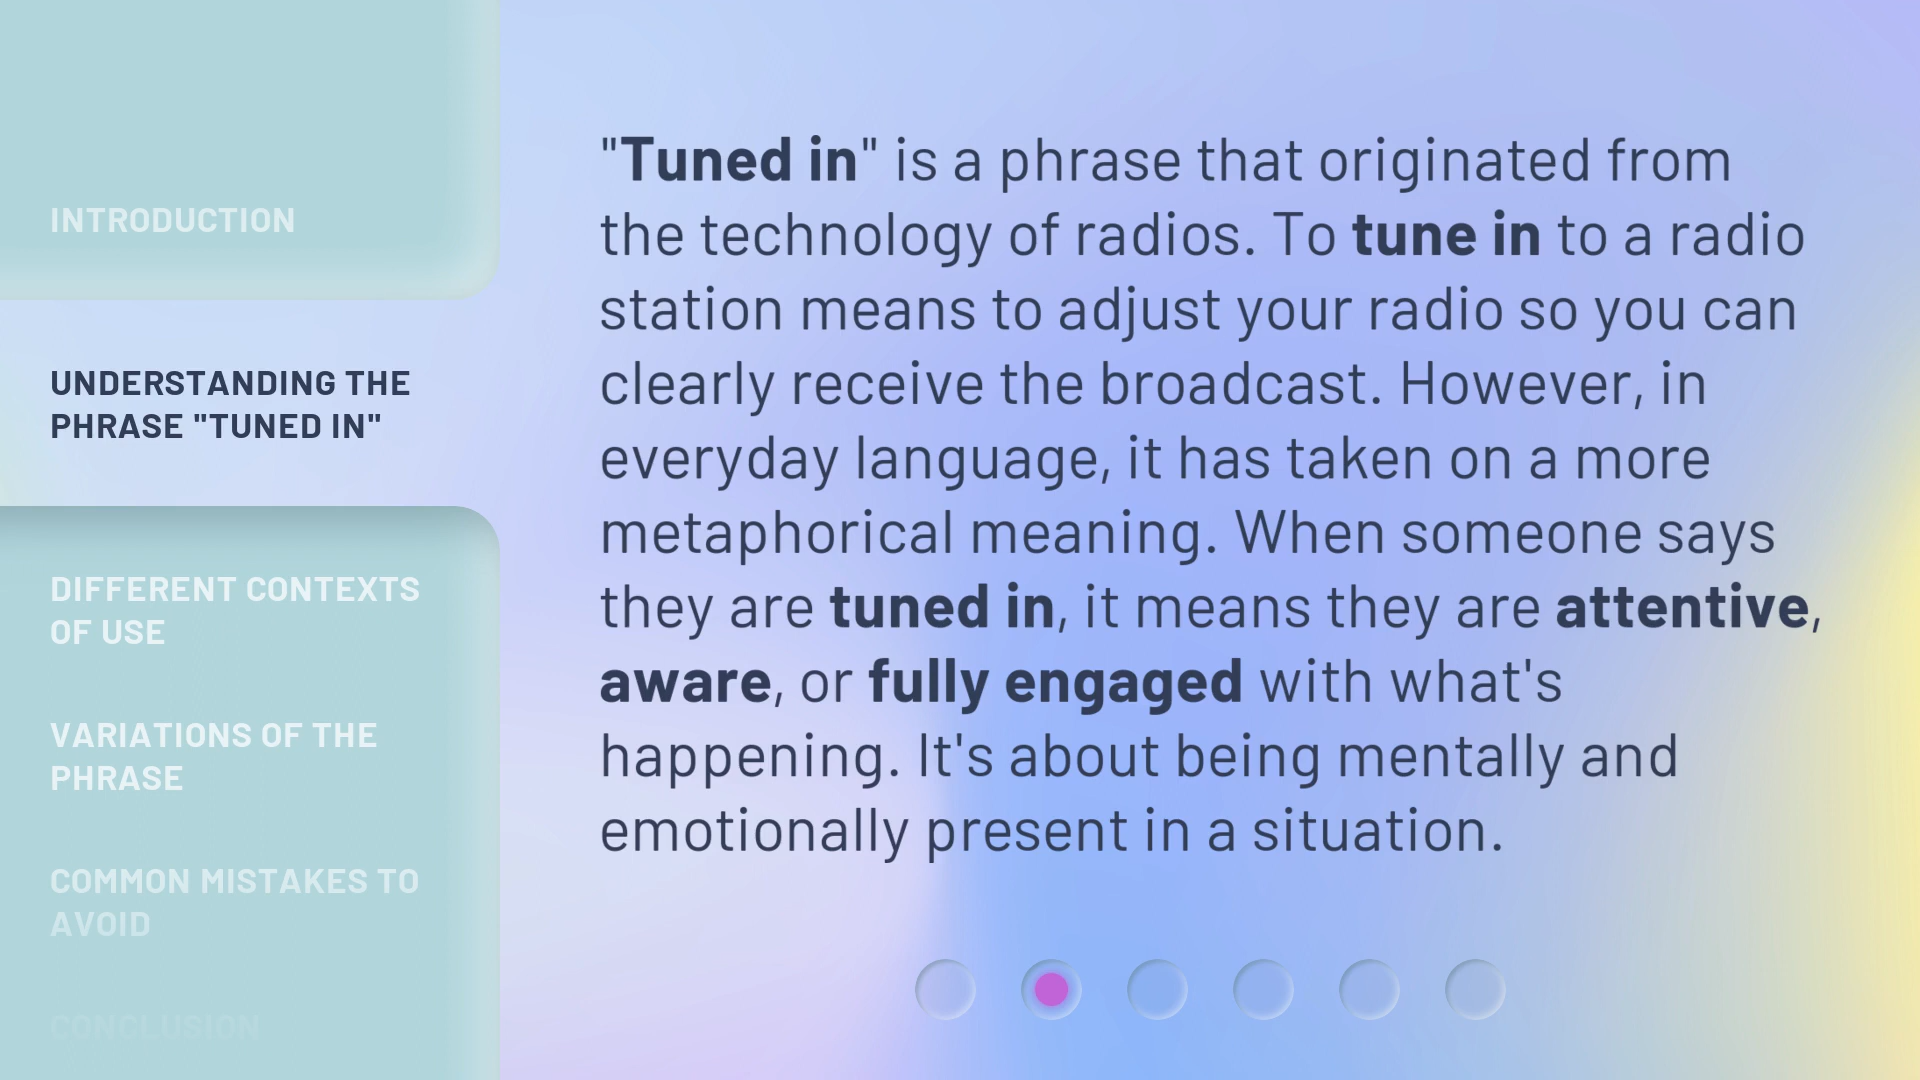 INTRODUCTION
UNDERSTANDING THE
PHRASE "TUNED IN"
DIFFERENT CONTEXTS
OF USE
VARIATIONS OF THE
PHRASE
COMMON MISTAKES TO
AVOID
CONCLUSION
"Tuned in" is a phrase that originated from
the technology of radios. To tune in to a radio
station means to adjust your radio so you can
clearly receive the broadcast. However, in
everyday language, it has taken on a more
metaphorical meaning. When someone says
they are tuned in, it means they are attentive,
aware, or fully engaged with what's
happening. It's about being mentally and
emotionally present in a situation.